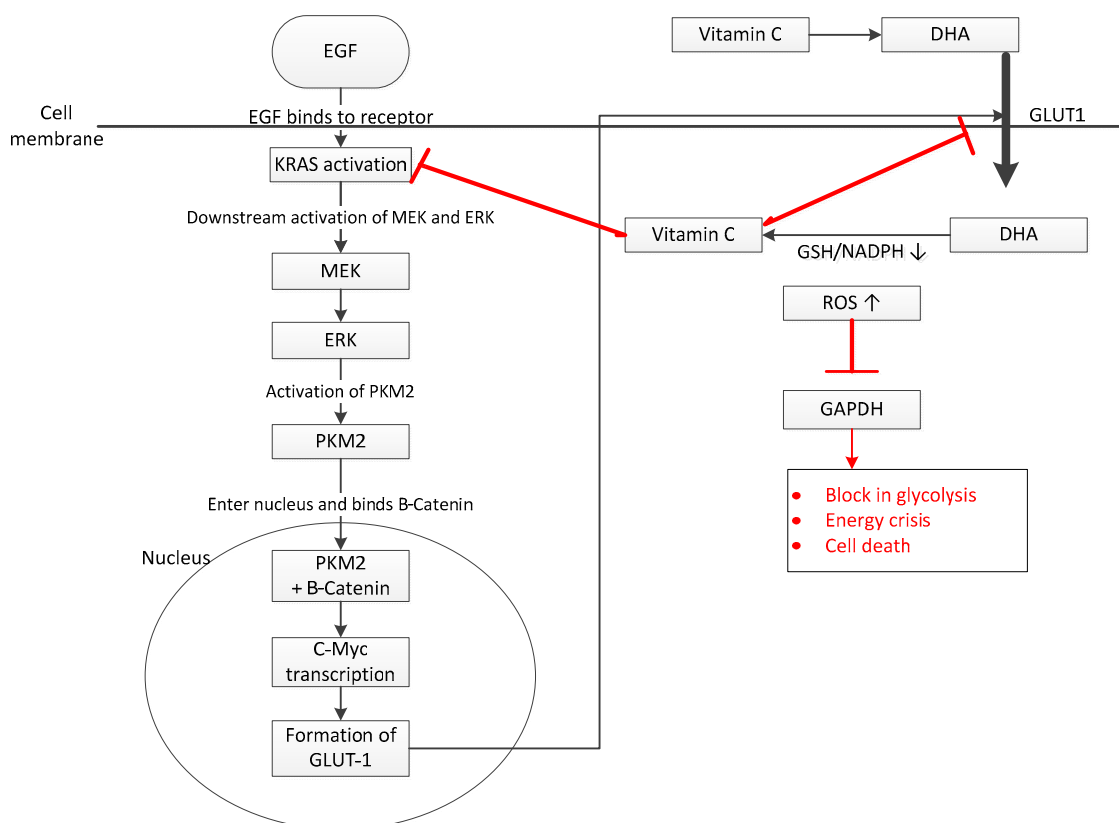 EGF
Vitamin C
DHA
Cell
membrane
EGF binds to receptor
GLUT1
KRAS activation
Downstream activation of MEK and ERK
Vitamin C
DHA
GSH/NADPH ↓
MEK
ROS ↑
ERK
Activation of PKM2
GAPDH
PKM2
Enter nucleus and binds B-Catenin
• Block in glycolysis
• Energy crisis
• Cell death
Nucleus
PKM2
+ B-Catenin
C-Myc
transcription
Formation of
GLUT-1